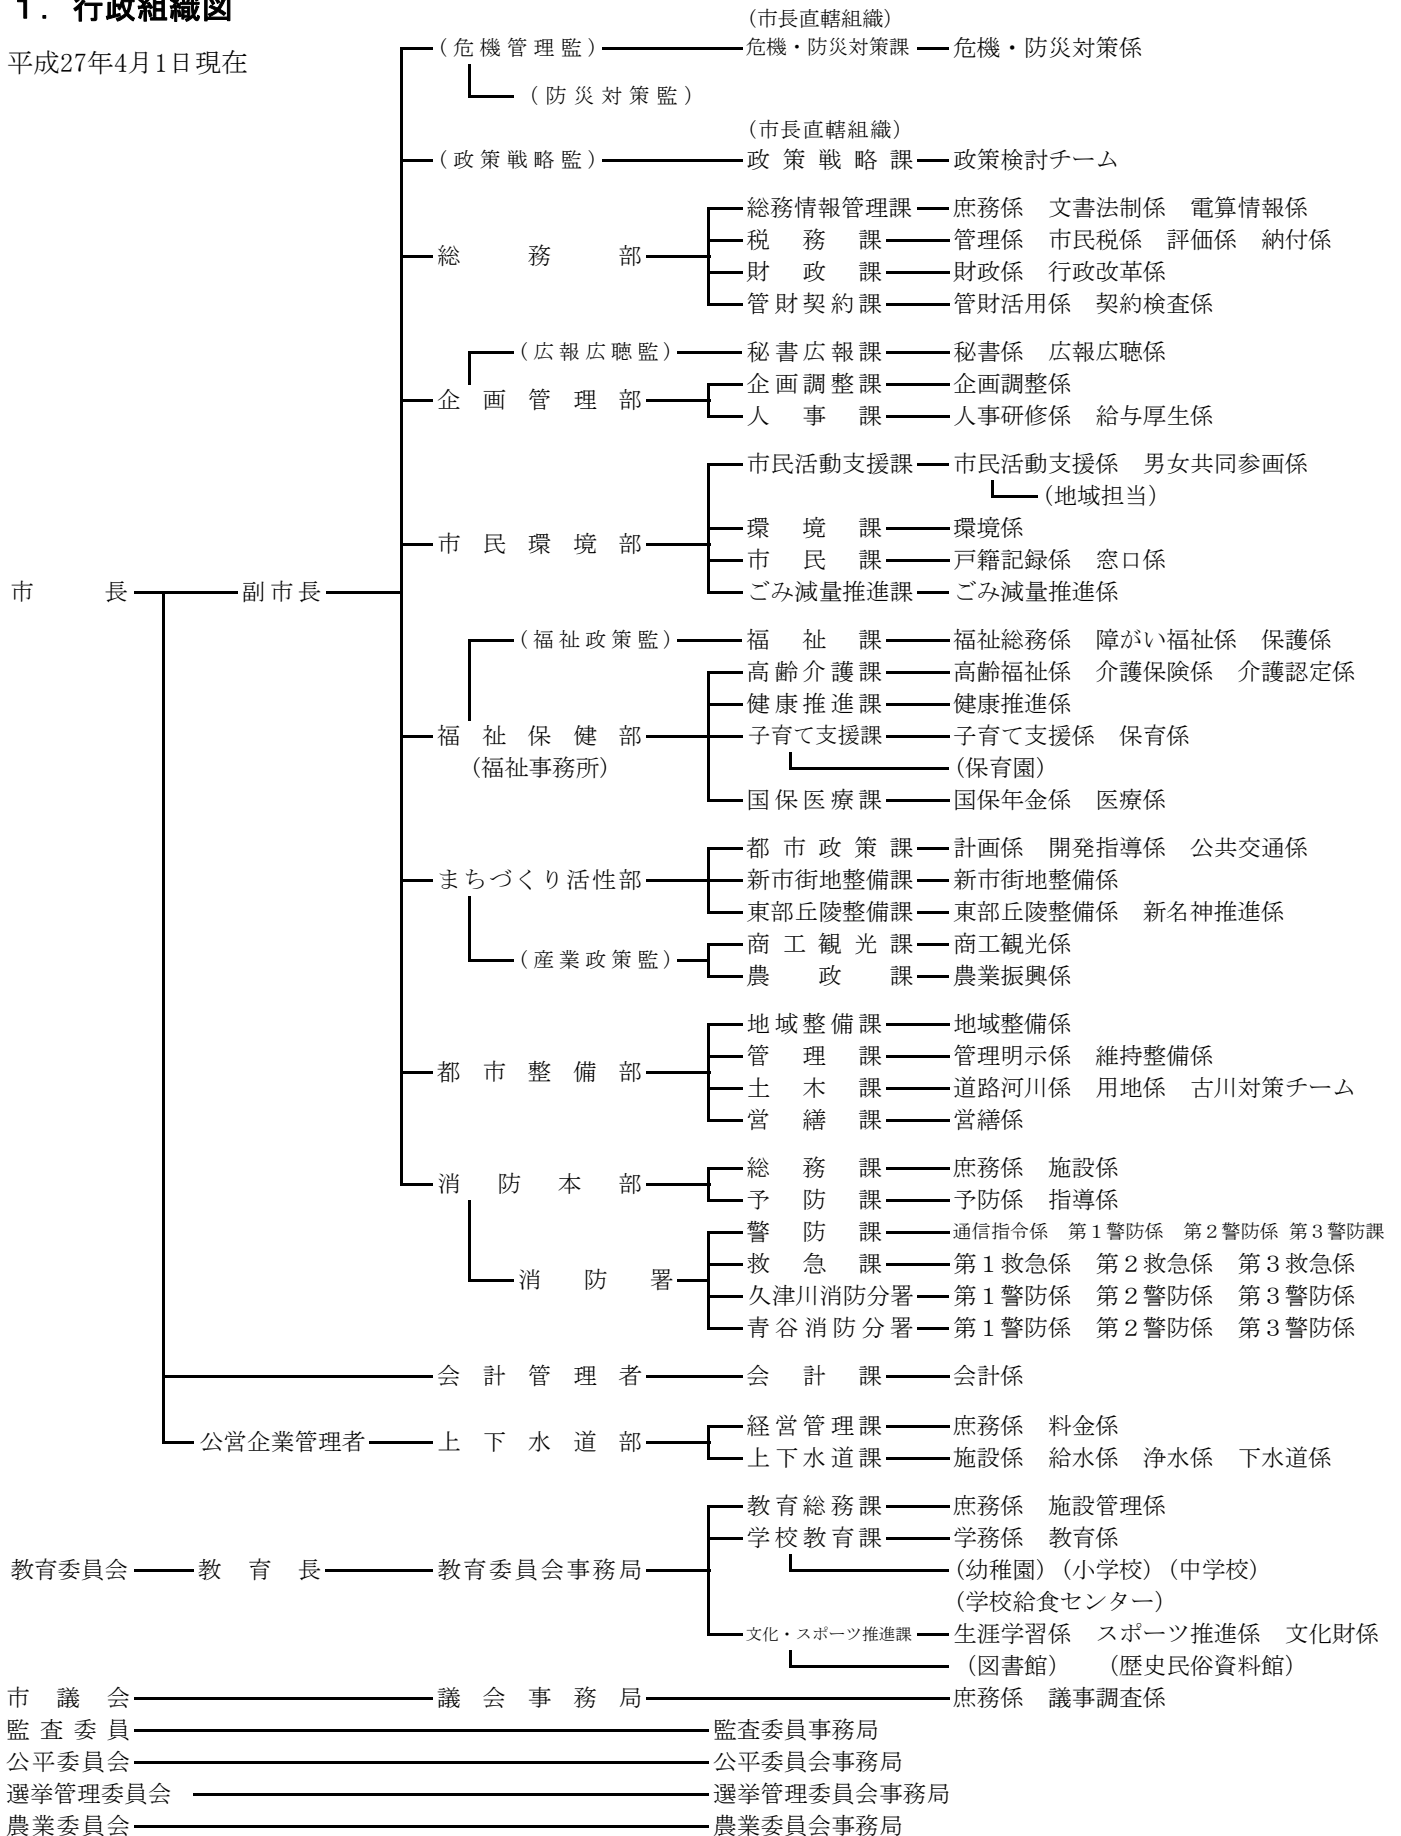 １．行政組織図
平成27年4月1日現在
(市長直轄組織)
(危機管理監) 危機・防災対策課 危機・防災対策係
(防災対策監)
(市長直轄組織)
(政策戦略監) 政策戦略課 政策検討チーム
総務情報管理課 庶務係 文書法制係 電算情報係
税務課 管理係 市民税係 評価係 納付係
総務部
財政課 財政係 行政改革係
管財契約課 管財活用係 契約検査係
(広報広聴監) 秘書広報課 秘書係 広報広聴係
企画調整課 企画調整係
企画管理部
人事課 人事研修係 給与厚生係
市民活動支援課 市民活動支援係 男女共同参画係
(地域担当)
環境課 環境係
市民環境部
市民課 戸籍記録係 窓口係
市長 副市長 ごみ減量推進課 ごみ減量推進係
(福祉政策監) 福祉課 福祉総務係 障がい福祉係 保護係
高齢介護課 高齢福祉係 介護保険係 介護認定係
健康推進課 健康推進係
福祉保健部 子育て支援課 子育て支援係 保育係
(福祉事務所) (保育園)
国保医療課 国保年金係 医療係
都市政策課 計画係 開発指導係 公共交通係
まちづくり活性部 新市街地整備課 新市街地整備係
東部丘陵整備課 東部丘陵整備係 新名神推進係
商工観光課 商工観光係
(産業政策監)
農政課 農業振興係
地域整備課 地域整備係
管理課 管理明示係 維持整備係
都市整備部
土木課 道路河川係 用地係 古川対策チーム
営繕課 営繕係
総務課 庶務係 施設係
消防本部
予防課 予防係 指導係
警防課 通信指令係 第１警防係 第２警防係 第３警防課
救急課 第１救急係 第２救急係 第３救急係
消防署
久津川消防分署 第１警防係 第２警防係 第３警防係
青谷消防分署 第１警防係 第２警防係 第３警防係
会計管理者 会計課 会計係
経営管理課 庶務係 料金係
公営企業管理者 上下水道部
上下水道課 施設係 給水係 浄水係 下水道係
教育総務課 庶務係 施設管理係
学校教育課 学務係 教育係
教育委員会 教育長 教育委員会事務局 (幼稚園) (小学校) (中学校)
(学校給食センター)
文化・スポーツ推進課 生涯学習係 スポーツ推進係 文化財係
(図書館) (歴史民俗資料館)
市議会 議会事務局 庶務係 議事調査係
監査委員 監査委員事務局
公平委員会 公平委員会事務局
選挙管理委員会 選挙管理委員会事務局
農業委員会 農業委員会事務局